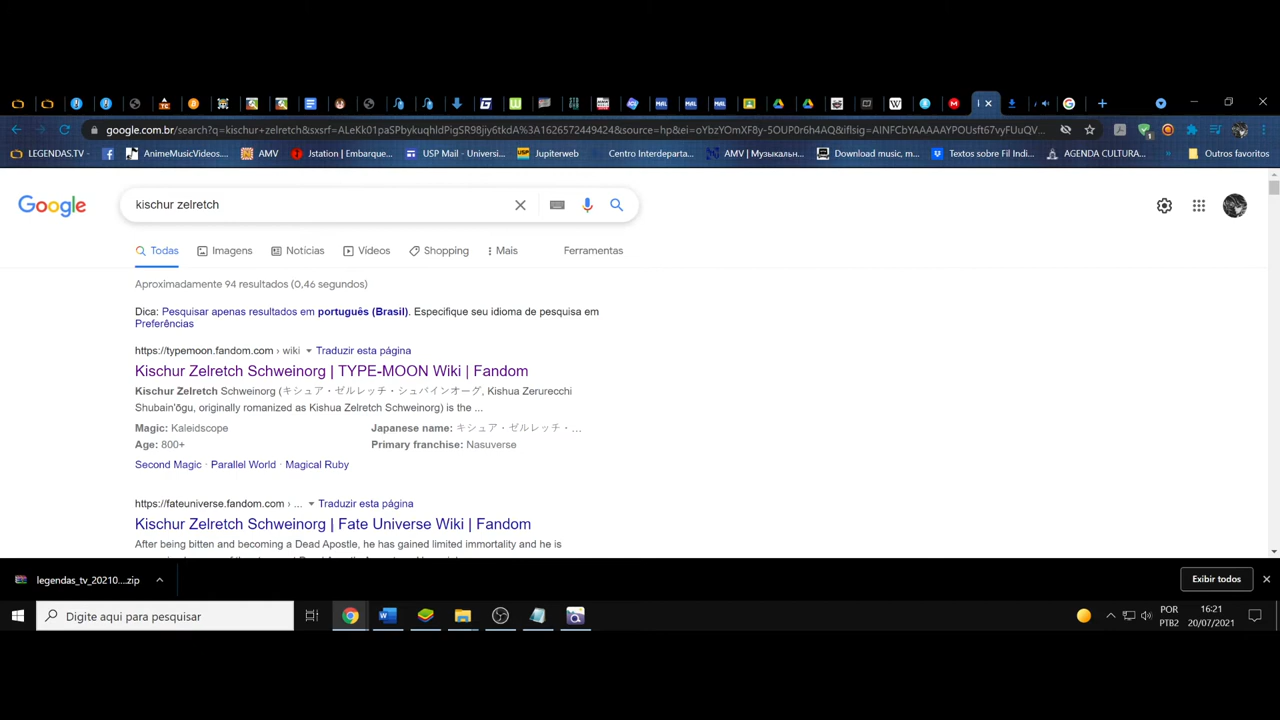 google.com.br/search?q=kischur+zelretch&sxsrf=ALeKk01paSPbykuqhldPigSR98jiy6tkdA%3A1626572449424&source=hp&ei=oYbzYOmXF8y-5OUP0r6h4AQ&iflsig=AINFCbYAAAAAYPOUsft67vyFUuQV...
LEGENDAS.TV AnimeMusicVideos... AMV Jstation | Embarque... USP Mail - Universi... Jupiterweb Centro Interdeparta... AMV | Музыкальн... Download music, m... Textos sobre Fil Indi... AGENDA CULTURA... » Outros favoritos
Google
kischur zelretch
Todas Imagens Notícias Vídeos Shopping Mais Ferramentas
Aproximadamente 94 resultados (0,46 segundos)
Dica: Pesquisar apenas resultados em português (Brasil). Especifique seu idioma de pesquisa em
Preferências
https://typemoon.fandom.com › wiki Traduzir esta página
Kischur Zelretch Schweinorg | TYPE-MOON Wiki | Fandom
Kischur Zelretch Schweinorg (キシュア・ゼルレッチ・シュバインオーグ, Kishua Zerurecchi
Shubain'ōgu, originally romanized as Kishua Zelretch Schweinorg) is the ...
Magic: Kaleidscope Japanese name: キシュア・ゼルレッチ・...
Age: 800+ Primary franchise: Nasuverse
Second Magic · Parallel World · Magical Ruby
https://fateuniverse.fandom.com › ... Traduzir esta página
Kischur Zelretch Schweinorg | Fate Universe Wiki | Fandom
After being bitten and becoming a Dead Apostle, he has gained limited immortality and he is
legendas_tv_20210....zip Exibir todos
Digite aqui para pesquisar
POR 16:21
PTB2 20/07/2021